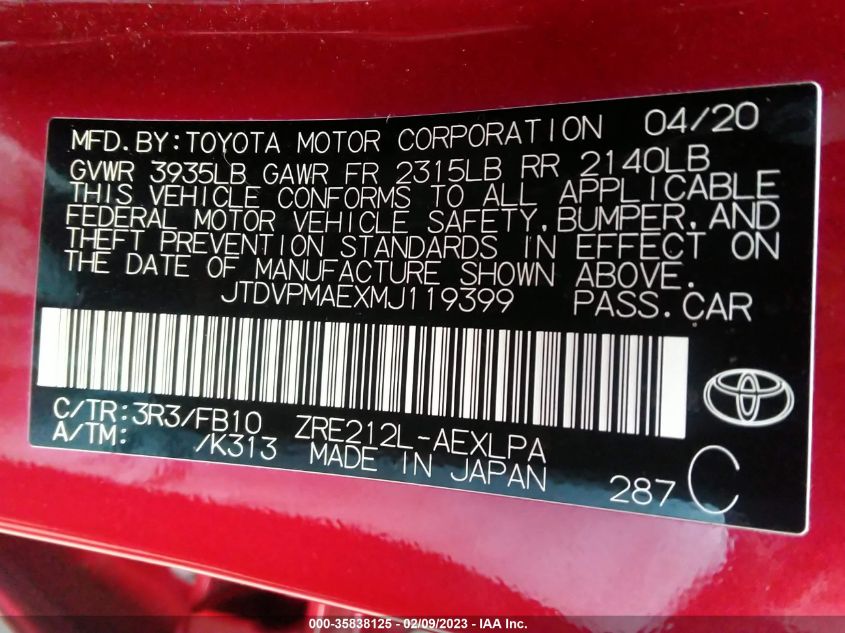 MFD.BY:TOYOTA MOTOR CORPORATION 04/20
GVWR 3935LB GAWR FR 2315LB RR 2140LB
THIS VEHICLE CONFORMS TO ALL APPLICABLE
FEDERAL MOTOR VEHICLE SAFETY,BUMPER,AND
THEFT PREVENTION STANDARDS IN EFFECT ON
THE DATE OF MANUFACTURE SHOWN ABOVE.
JTDVPMAEXMJ119399 PASS.CAR
C/TR:3R3/FB10 ZRE212L-AEXLPA
A/TM: /K313 MADE IN JAPAN 287 C
000-35838125 - 02/09/2023 - IAA Inc.